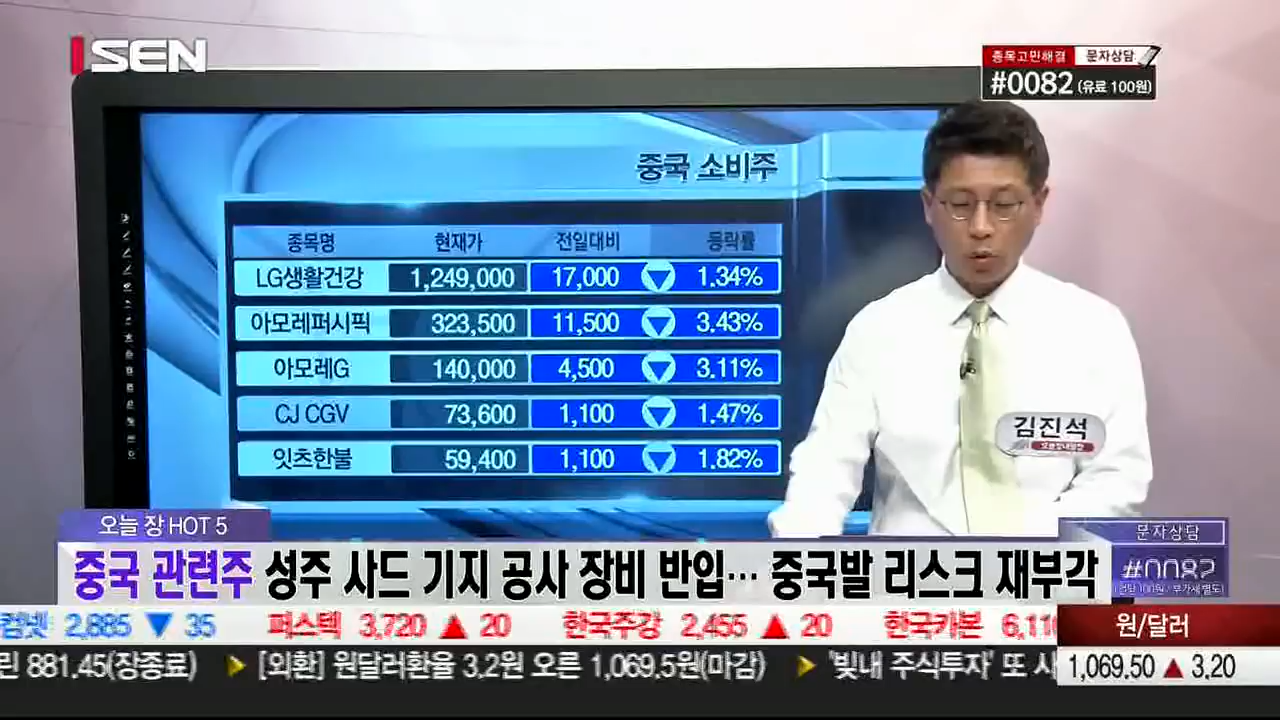 SEN
종목고민해결 문자상담
#0082 (유료 100원)
중국 소비주
종목명 현재가 전일대비 등락률
LG생활건강 1,249,000 17,000 ▼ 1.34%
아모레퍼시픽 323,500 11,500 ▼ 3.43%
아모레G 140,000 4,500 ▼ 3.11%
CJ CGV 73,600 1,100 ▼ 1.47%
잇츠한불 59,400 1,100 ▼ 1.82%
김진석
오늘 장 HOT 5
중국 관련주 성주 사드 기지 공사 장비 반입… 중국발 리스크 재부각
문자상담
#0082
캠넷 2,885 ▼ 35 퍼스텍 3,720 ▲ 20 한국주강 2,455 ▲ 20 한국카본 6,110
원/달러
린 881.45(장종료) [외환] 원달러환율 3.2원 오른 1,069.5원(마감) '빚내 주식투자' 또 사
1,069.50 ▲ 3.20